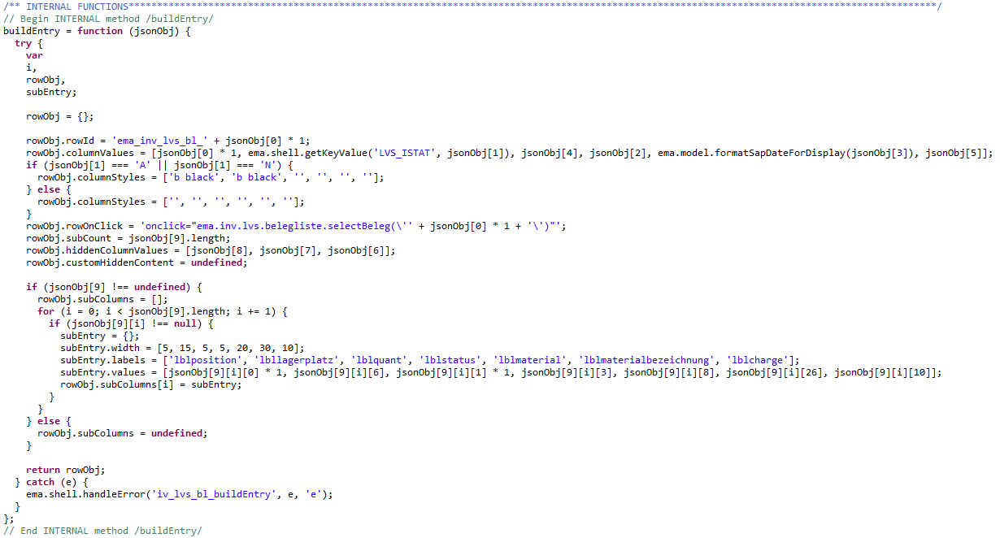 /** INTERNAL FUNCTIONS**********************************************************************************************************************************************/
// Begin INTERNAL method /buildEntry/
buildEntry = function (jsonObj) {
  try {
    var
    i,
    rowObj,
    subEntry;

    rowObj = {};

    rowObj.rowId = 'ema_inv_lvs_bl_' + jsonObj[0] * 1;
    rowObj.columnValues = [jsonObj[0] * 1, ema.shell.getKeyValue('LVS_ISTAT', jsonObj[1]), jsonObj[4], jsonObj[2], ema.model.formatSapDateForDisplay(jsonObj[3]), jsonObj[5]];
    if (jsonObj[1] === 'A' || jsonObj[1] === 'N') {
      rowObj.columnStyles = ['b black', 'b black', '', '', '', ''];
    } else {
      rowObj.columnStyles = ['', '', '', '', '', ''];
    }
    rowObj.rowOnClick = 'onclick="ema.inv.lvs.belegliste.selectBeleg(\'' + jsonObj[0] * 1 + '\')"';
    rowObj.subCount = jsonObj[9].length;
    rowObj.hiddenColumnValues = [jsonObj[8], jsonObj[7], jsonObj[6]];
    rowObj.customHiddenContent = undefined;

    if (jsonObj[9] !== undefined) {
      rowObj.subColumns = [];
      for (i = 0; i < jsonObj[9].length; i += 1) {
        if (jsonObj[9][i] !== null) {
          subEntry = {};
          subEntry.width = [5, 15, 5, 5, 20, 30, 10];
          subEntry.labels = ['lblposition', 'lbllagerplatz', 'lblquant', 'lblstatus', 'lblmaterial', 'lblmaterialbezeichnung', 'lblcharge'];
          subEntry.values = [jsonObj[9][i][0] * 1, jsonObj[9][i][6], jsonObj[9][i][1] * 1, jsonObj[9][i][3], jsonObj[9][i][8], jsonObj[9][i][26], jsonObj[9][i][10]];
          rowObj.subColumns[i] = subEntry;
        }
      }
    } else {
      rowObj.subColumns = undefined;
    }

    return rowObj;
  } catch (e) {
    ema.shell.handleError('iv_lvs_bl_buildEntry', e, 'e');
  }
};
// End INTERNAL method /buildEntry/